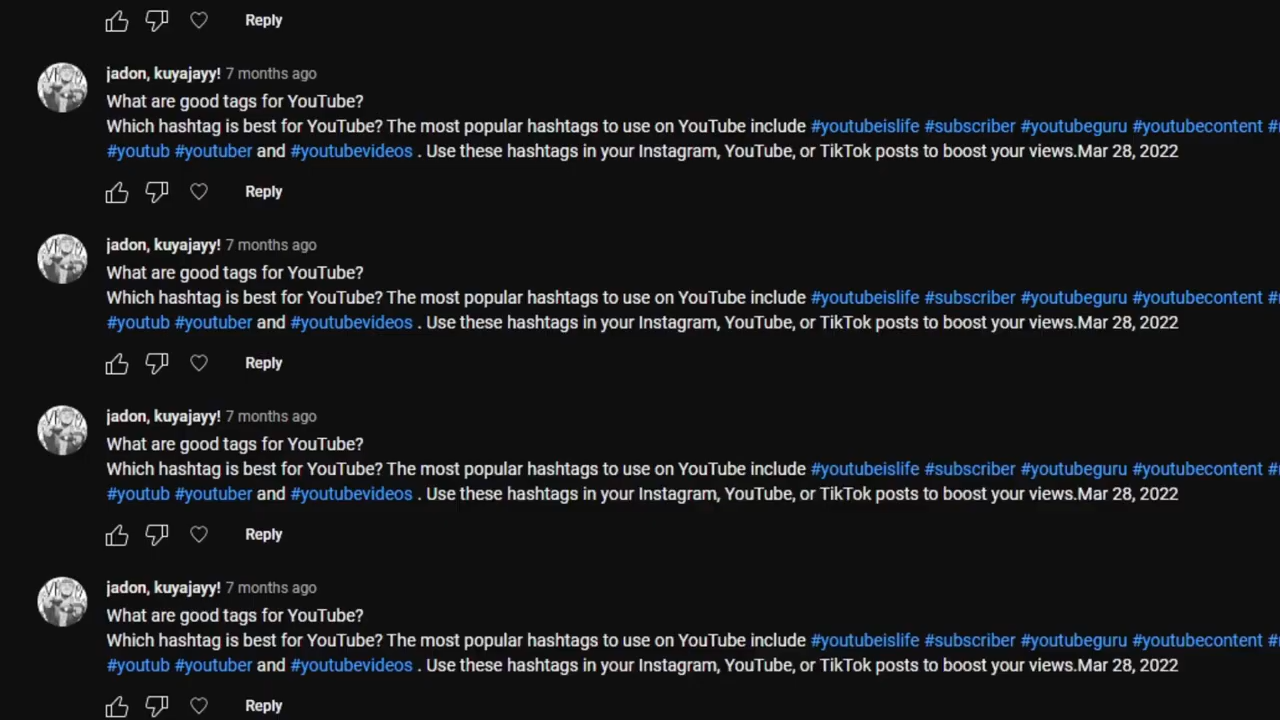 Reply
jadon, kuyajayy! 7 months ago
What are good tags for YouTube?
Which hashtag is best for YouTube? The most popular hashtags to use on YouTube include #youtubeislife #subscriber #youtubeguru #youtubecontent
#youtub #youtuber and #youtubevideos . Use these hashtags in your Instagram, YouTube, or TikTok posts to boost your views.Mar 28, 2022
Reply
jadon, kuyajayy! 7 months ago
What are good tags for YouTube?
Which hashtag is best for YouTube? The most popular hashtags to use on YouTube include #youtubeislife #subscriber #youtubeguru #youtubecontent
#youtub #youtuber and #youtubevideos . Use these hashtags in your Instagram, YouTube, or TikTok posts to boost your views.Mar 28, 2022
Reply
jadon, kuyajayy! 7 months ago
What are good tags for YouTube?
Which hashtag is best for YouTube? The most popular hashtags to use on YouTube include #youtubeislife #subscriber #youtubeguru #youtubecontent
#youtub #youtuber and #youtubevideos . Use these hashtags in your Instagram, YouTube, or TikTok posts to boost your views.Mar 28, 2022
Reply
jadon, kuyajayy! 7 months ago
What are good tags for YouTube?
Which hashtag is best for YouTube? The most popular hashtags to use on YouTube include #youtubeislife #subscriber #youtubeguru #youtubecontent
#youtub #youtuber and #youtubevideos . Use these hashtags in your Instagram, YouTube, or TikTok posts to boost your views.Mar 28, 2022
Reply